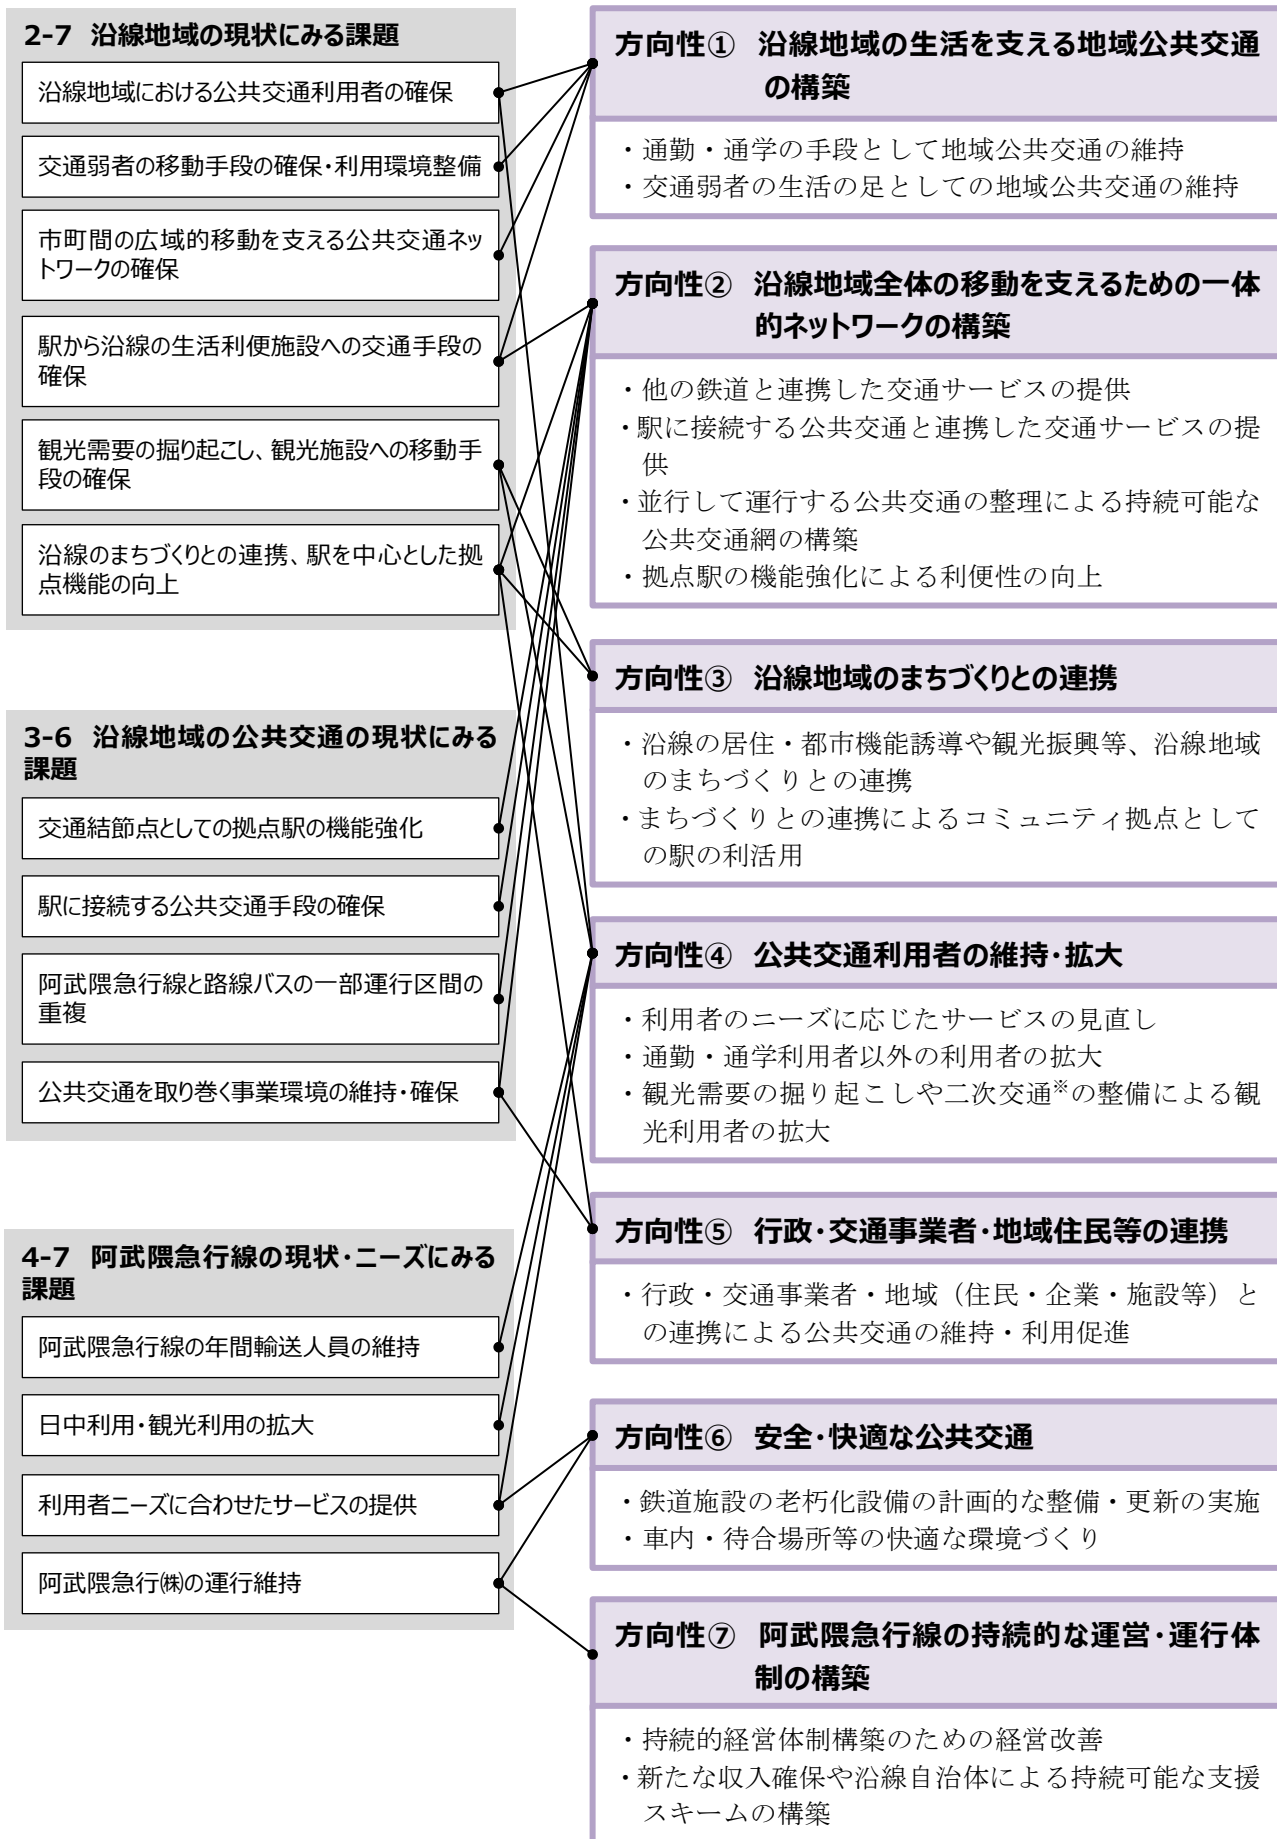 2-7 沿線地域の現状にみる課題
沿線地域における公共交通利用者の確保
交通弱者の移動手段の確保・利用環境整備
市町間の広域的移動を支える公共交通ネッ
トワークの確保
駅から沿線の生活利便施設への交通手段の
確保
観光需要の掘り起こし、観光施設への移動手
段の確保
沿線のまちづくりとの連携、駅を中心とした拠
点機能の向上
3-6 沿線地域の公共交通の現状にみる
課題
交通結節点としての拠点駅の機能強化
駅に接続する公共交通手段の確保
阿武隈急行線と路線バスの一部運行区間の
重複
公共交通を取り巻く事業環境の維持・確保
4-7 阿武隈急行線の現状・ニーズにみる
課題
阿武隈急行線の年間輸送人員の維持
日中利用・観光利用の拡大
利用者ニーズに合わせたサービスの提供
阿武隈急行㈱の運行維持
方向性① 沿線地域の生活を支える地域公共交通
の構築
・通勤・通学の手段として地域公共交通の維持
・交通弱者の生活の足としての地域公共交通の維持
方向性② 沿線地域全体の移動を支えるための一体
的ネットワークの構築
・他の鉄道と連携した交通サービスの提供
・駅に接続する公共交通と連携した交通サービスの提
供
・並行して運行する公共交通の整理による持続可能な
公共交通網の構築
・拠点駅の機能強化による利便性の向上
方向性③ 沿線地域のまちづくりとの連携
・沿線の居住・都市機能誘導や観光振興等、沿線地域
のまちづくりとの連携
・まちづくりとの連携によるコミュニティ拠点として
の駅の利活用
方向性④ 公共交通利用者の維持・拡大
・利用者のニーズに応じたサービスの見直し
・通勤・通学利用者以外の利用者の拡大
・観光需要の掘り起こしや二次交通※の整備による観
光利用者の拡大
方向性⑤ 行政・交通事業者・地域住民等の連携
・行政・交通事業者・地域（住民・企業・施設等）と
の連携による公共交通の維持・利用促進
方向性⑥ 安全・快適な公共交通
・鉄道施設の老朽化設備の計画的な整備・更新の実施
・車内・待合場所等の快適な環境づくり
方向性⑦ 阿武隈急行線の持続的な運営・運行体
制の構築
・持続的経営体制構築のための経営改善
・新たな収入確保や沿線自治体による持続可能な支援
スキームの構築